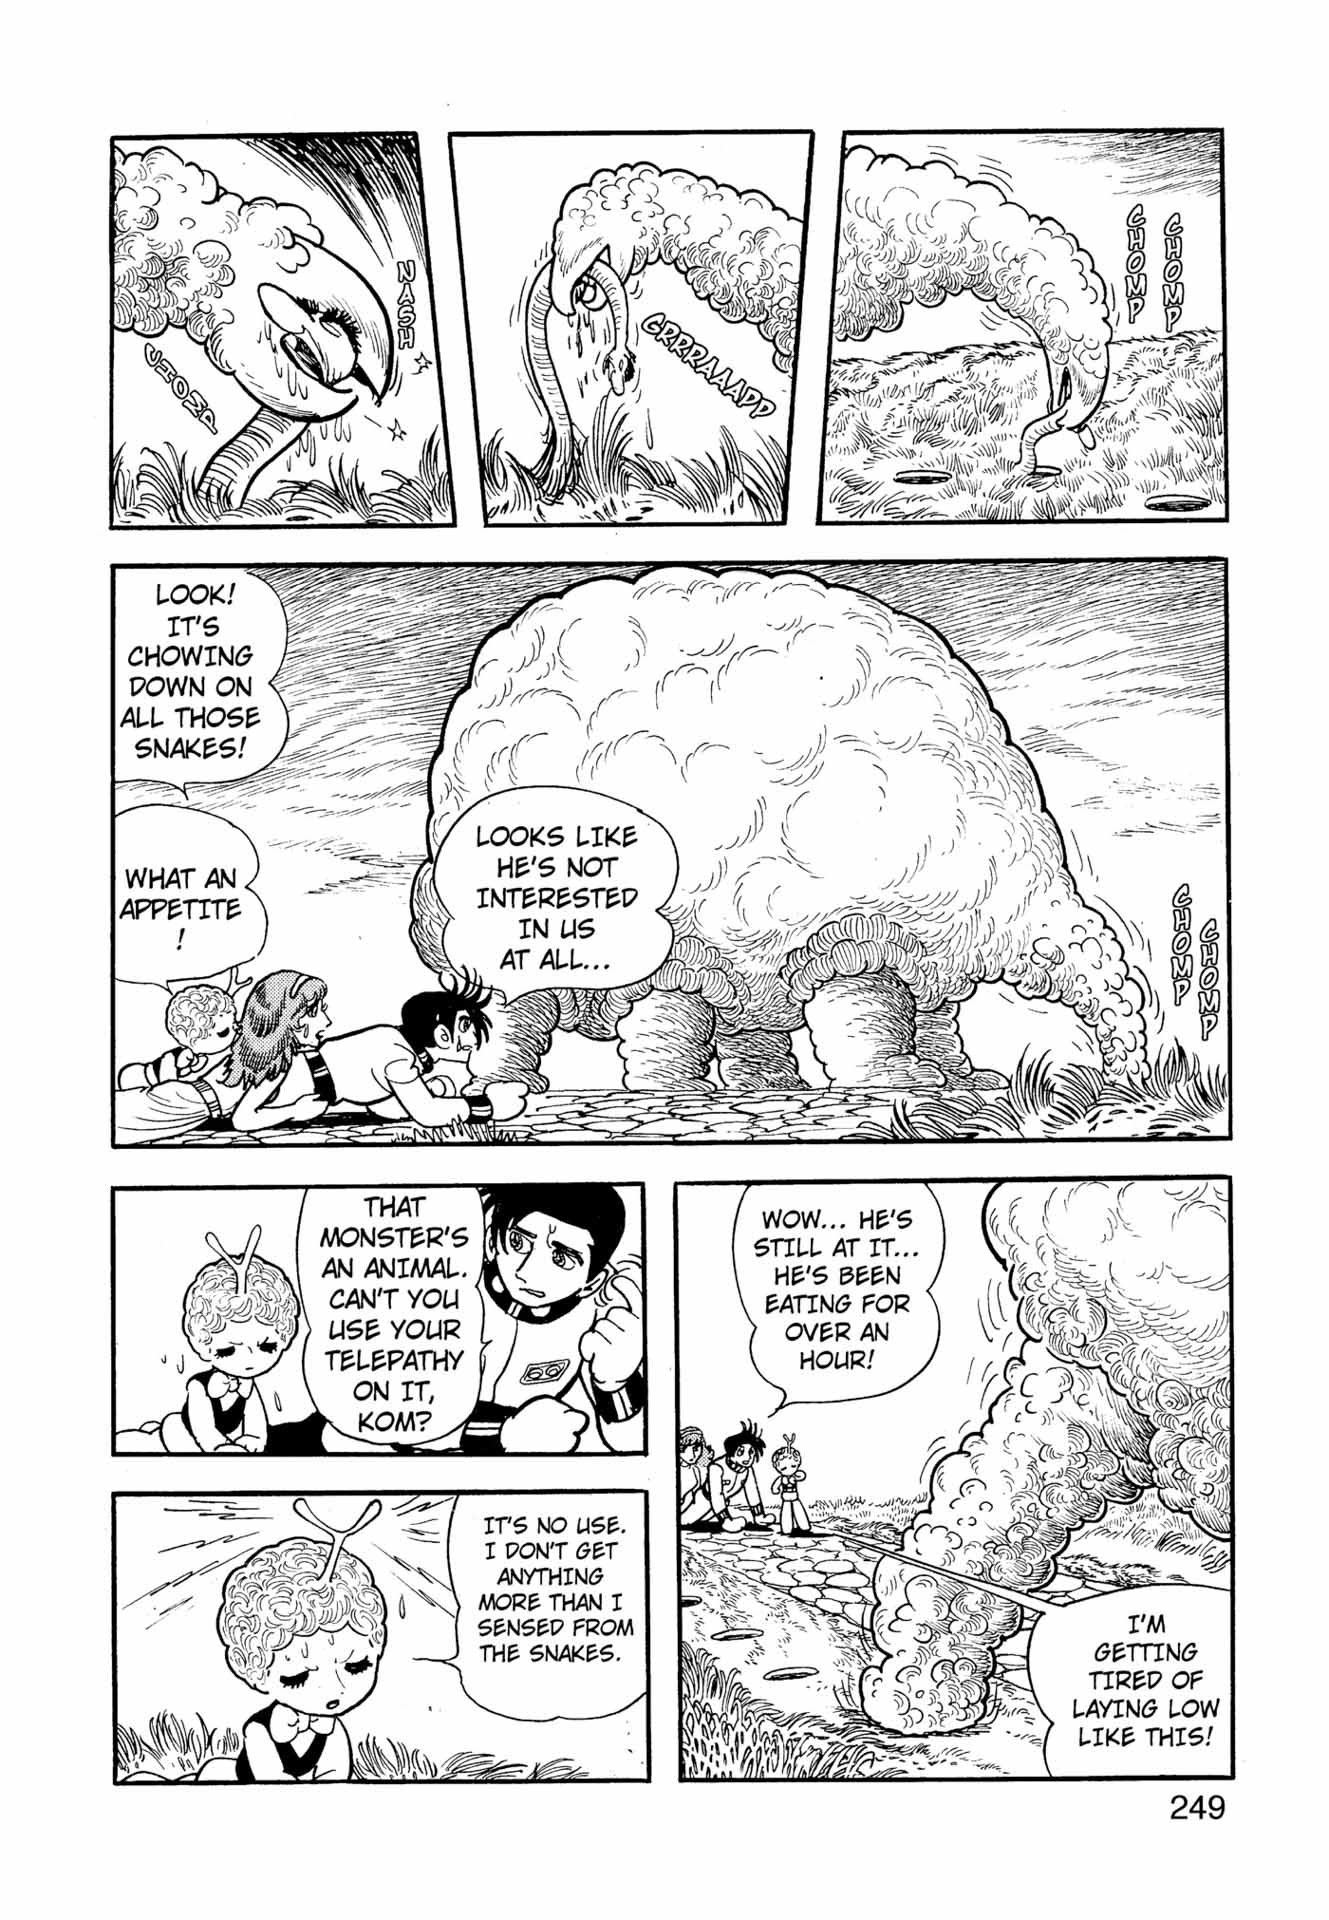 CHOMP
NASH
GRRRAAADD
CHOMP
CHOMP
LOOK!
IT'S
CHOWING
DOWN ON
ALL THOSE
SNAKES!
WHAT AN
APPETITE
!
LOOKS LIKE
HE'S NOT
INTERESTED
IN US
AT ALL...
CHOMP
CHOMP
THAT
MONSTER'S
AN ANIMAL.
CAN'T YOU
USE YOUR
TELEPATHY
ON IT,
KOM?
IT'S NO USE.
I DON'T GET
ANYTHING
MORE THAN I
SENSED FROM
THE SNAKES.
WOW... HE'S
STILL AT IT...
HE'S BEEN
EATING FOR
OVER AN
HOUR!
I'M
GETTING
TIRED OF
LAYING LOW
LIKE THIS!
249